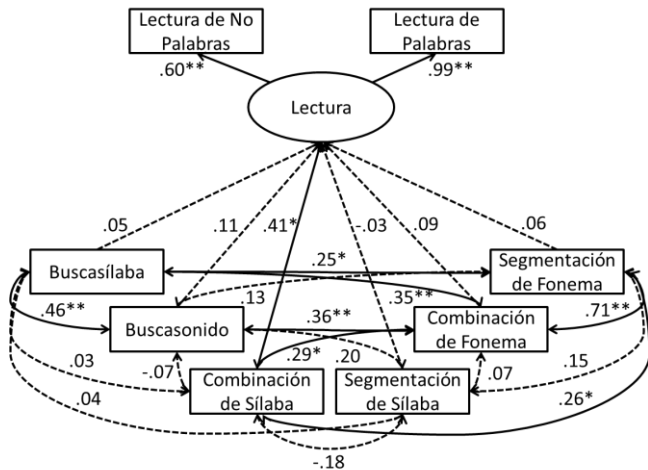 Lectura de No
Palabras
Lectura de
Palabras
.60**
.99**
Lectura
.05
.11
.41*
-.03
.09
.06
Buscasílaba
.25*
Segmentación
de Fonema
.46**
.13
.35**
.71**
Buscasonido
.36**
Combinación
de Fonema
.03
-.07
.29*
.20
.07
.15
Combinación
de Sílaba
Segmentación
de Sílaba
.04
.26*
-.18